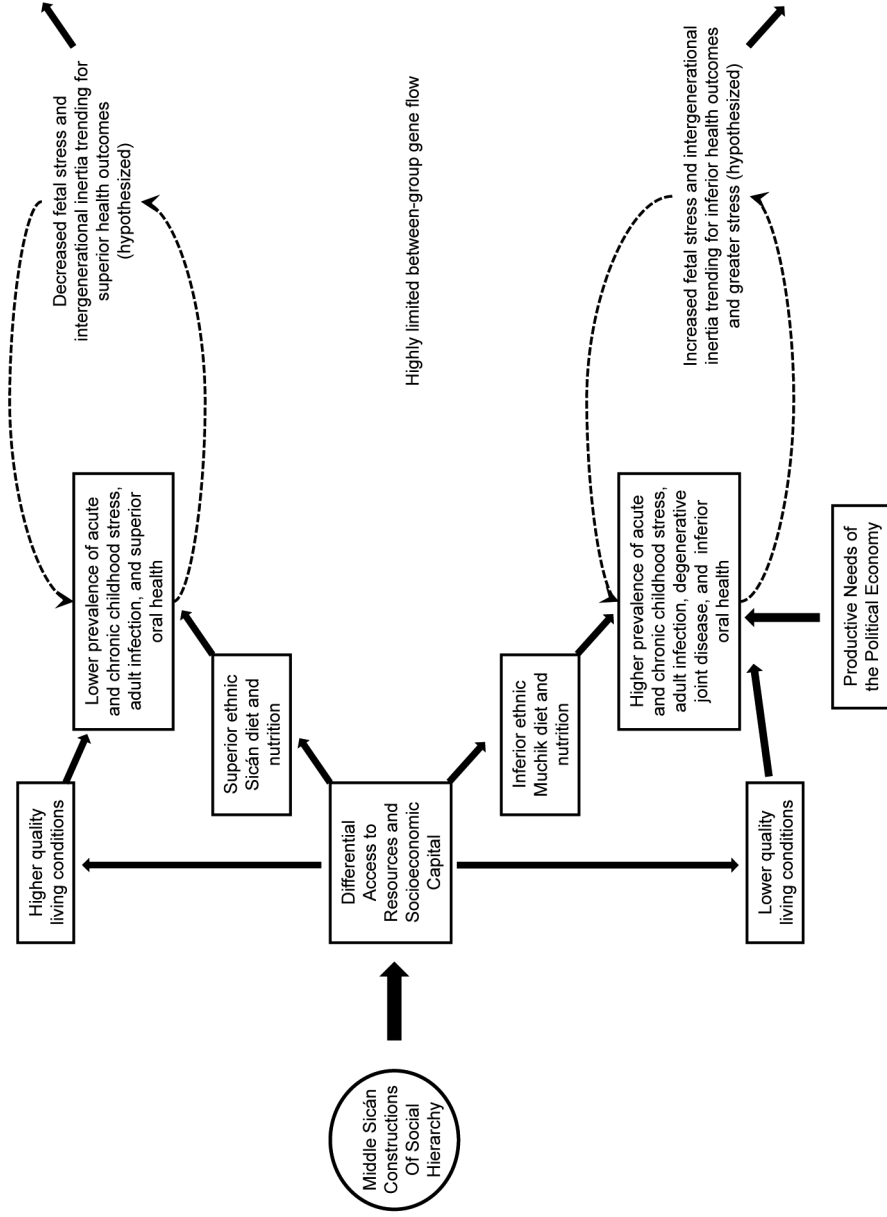 Middle Sicán
Constructions
Of Social
Hierarchy
Differential
Access to
Resources and
Socioeconomic
Capital
Higher quality
living conditions
Superior ethnic
Sicán diet and
nutrition
Inferior ethnic
Muchik diet and
nutrition
Lower quality
living conditions
Lower prevalence of acute
and chronic childhood stress,
adult infection, and superior
oral health
Higher prevalence of acute
and chronic childhood stress,
adult infection, degenerative
joint disease, and inferior
oral health
Productive Needs of
the Political Economy
Decreased fetal stress and
intergenerational inertia trending for
superior health outcomes
(hypothesized)
Highly limited between-group gene flow
Increased fetal stress and intergenerational
inertia trending for inferior health outcomes
and greater stress (hypothesized)